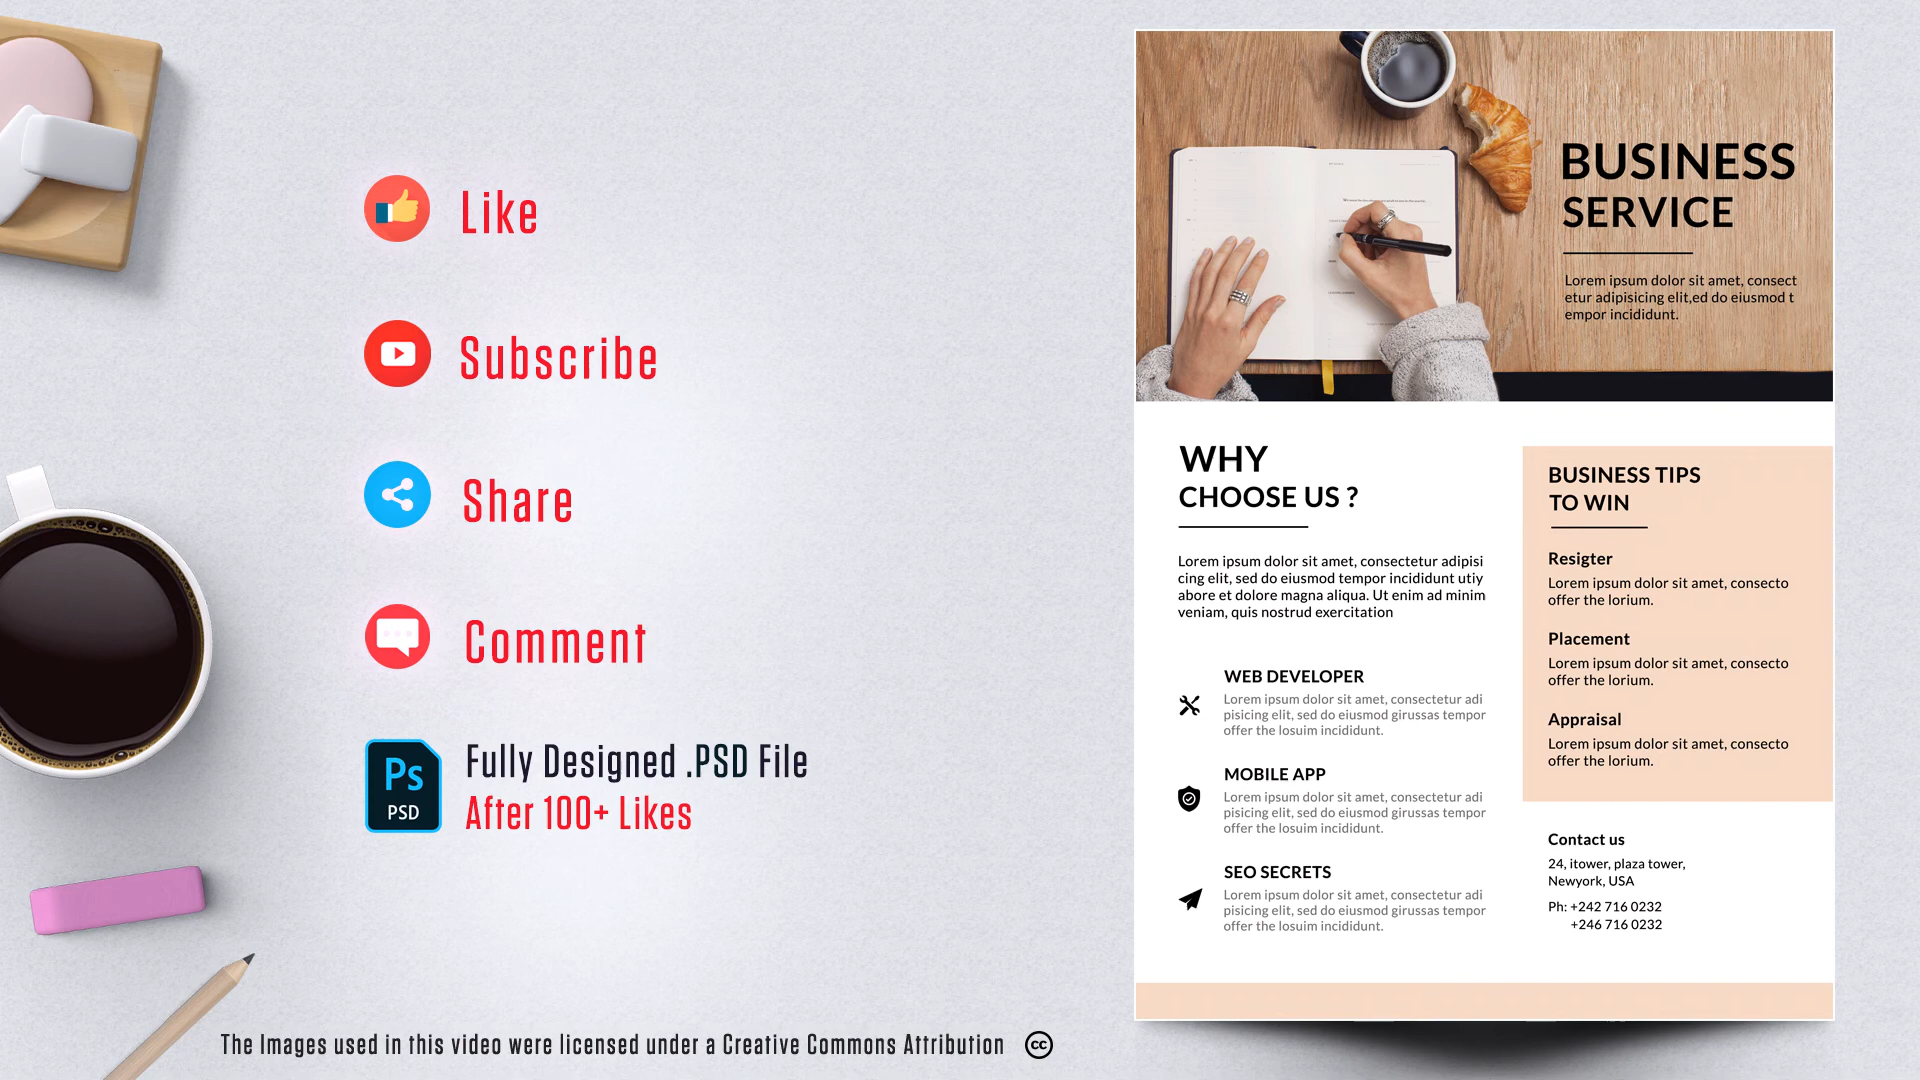 Like
Subscribe
Share
Comment
Ps
PSD
Fully Designed .PSD File
After 100+ Likes
The Images used in this video were licensed under a Creative Commons Attribution
cc
BUSINESS
SERVICE
Lorem ipsum dolor sit amet, consect
etur adipisicing elit,ed do eiusmod t
empor incididunt.
WHY
CHOOSE US ?
Lorem ipsum dolor sit amet, consectetur adipisi
cing elit, sed do eiusmod tempor incididunt utiy
abore et dolore magna aliqua. Ut enim ad minim
veniam, quis nostrud exercitation
WEB DEVELOPER
Lorem ipsum dolor sit amet, consectetur adi
pisicing elit, sed do eiusmod girussas tempor
offer the losuim incididunt.
MOBILE APP
Lorem ipsum dolor sit amet, consectetur adi
pisicing elit, sed do eiusmod girussas tempor
offer the losuim incididunt.
SEO SECRETS
Lorem ipsum dolor sit amet, consectetur adi
pisicing elit, sed do eiusmod girussas tempor
offer the losuim incididunt.
BUSINESS TIPS
TO WIN
Resigter
Lorem ipsum dolor sit amet, consecto
offer the lorium.
Placement
Lorem ipsum dolor sit amet, consecto
offer the lorium.
Appraisal
Lorem ipsum dolor sit amet, consecto
offer the lorium.
Contact us
24, itower, plaza tower,
Newyork, USA
Ph: +242 716 0232
+246 716 0232